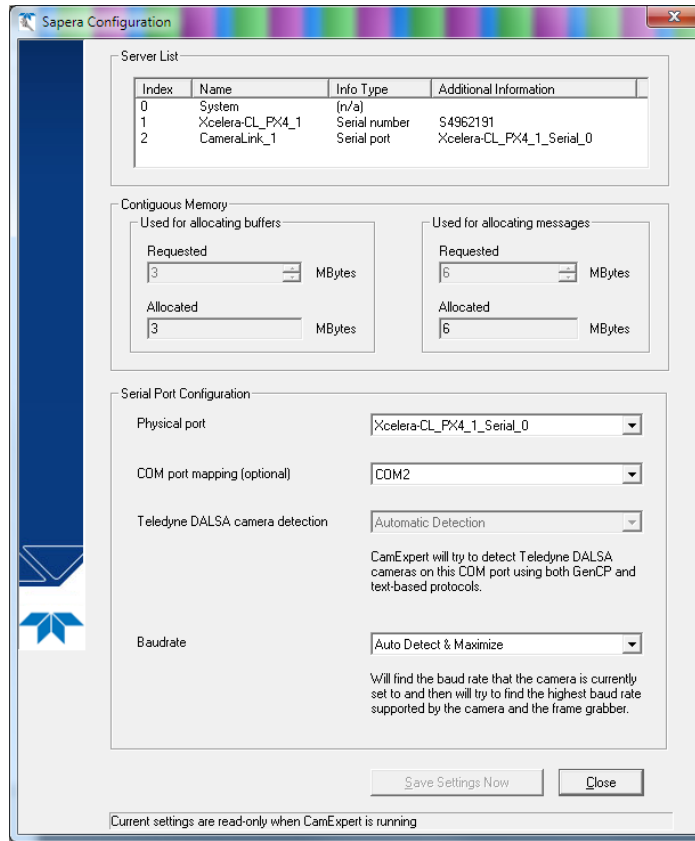 Sapera Configuration
Server List
Index Name Info Type Additional Information
0 System (n/a)
1 Xcelera-CL_PX4_1 Serial number S4962191
2 CameraLink_1 Serial port Xcelera-CL_PX4_1_Serial_0
Contiguous Memory
Used for allocating buffers Used for allocating messages
Requested Requested
3 MBytes 6 MBytes
Allocated Allocated
3 MBytes 6 MBytes
Serial Port Configuration
Physical port Xcelera-CL_PX4_1_Serial_0
COM port mapping (optional) COM2
Teledyne DALSA camera detection Automatic Detection
CamExpert will try to detect Teledyne DALSA
cameras on this COM port using both GenCP and
text-based protocols.
Baudrate Auto Detect & Maximize
Will find the baud rate that the camera is currently
set to and then will try to find the highest baud rate
supported by the camera and the frame grabber.
Save Settings Now Close
Current settings are read-only when CamExpert is running